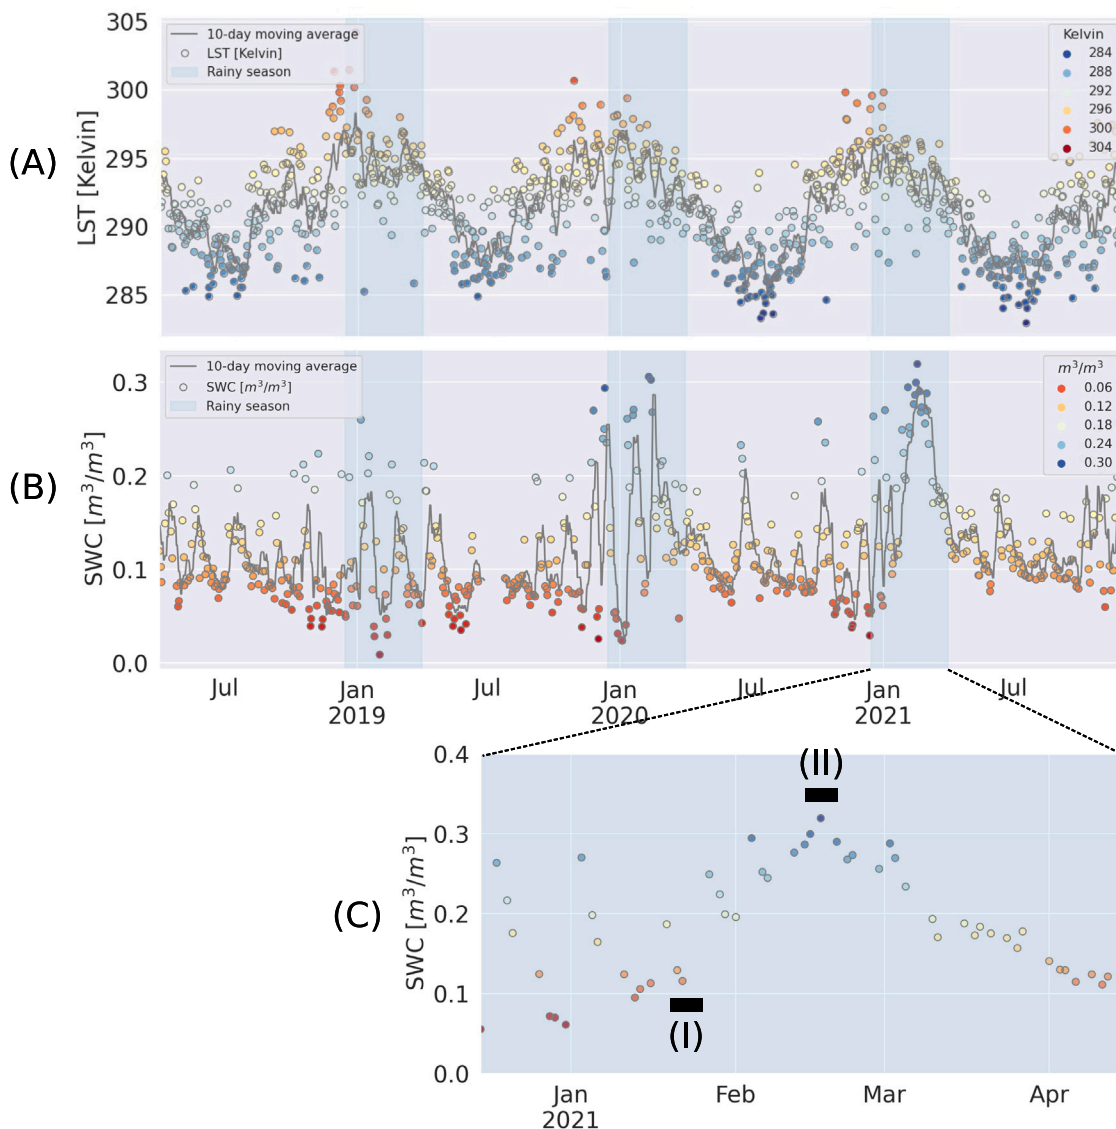 305
10-day moving average
LST [Kelvin]
Rainy season
Kelvin
284
288
292
296
300
304
300
295
290
285
LST [Kelvin]
(A)
10-day moving average
SWC [m³/m³]
Rainy season
m³/m³
0.06
0.12
0.18
0.24
0.30
0.3
0.2
0.1
0.0
SWC [m³/m³]
(B)
Jul
Jan
2019
Jul
Jan
2020
Jul
Jan
2021
Jul
0.4
0.3
0.2
0.1
0.0
SWC [m³/m³]
(C)
(II)
(I)
Jan
2021
Feb
Mar
Apr